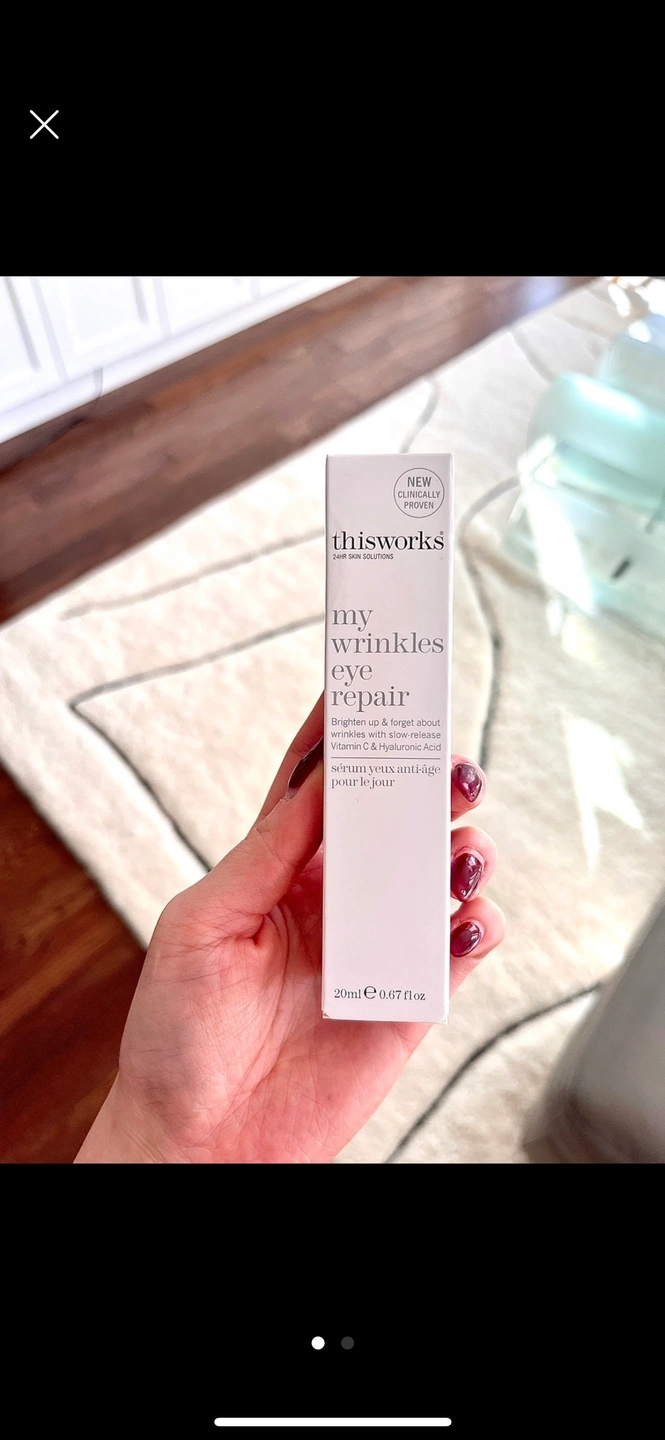 NEW
CLINICALLY
PROVEN
thisworks®
24HR SKIN SOLUTIONS
my
wrinkles
eye
repair
Brighten up & forget about
wrinkles with slow-release
Vitamin C & Hyaluronic Acid
sérum yeux anti-âge
pour le jour
20ml e 0.67 fl oz